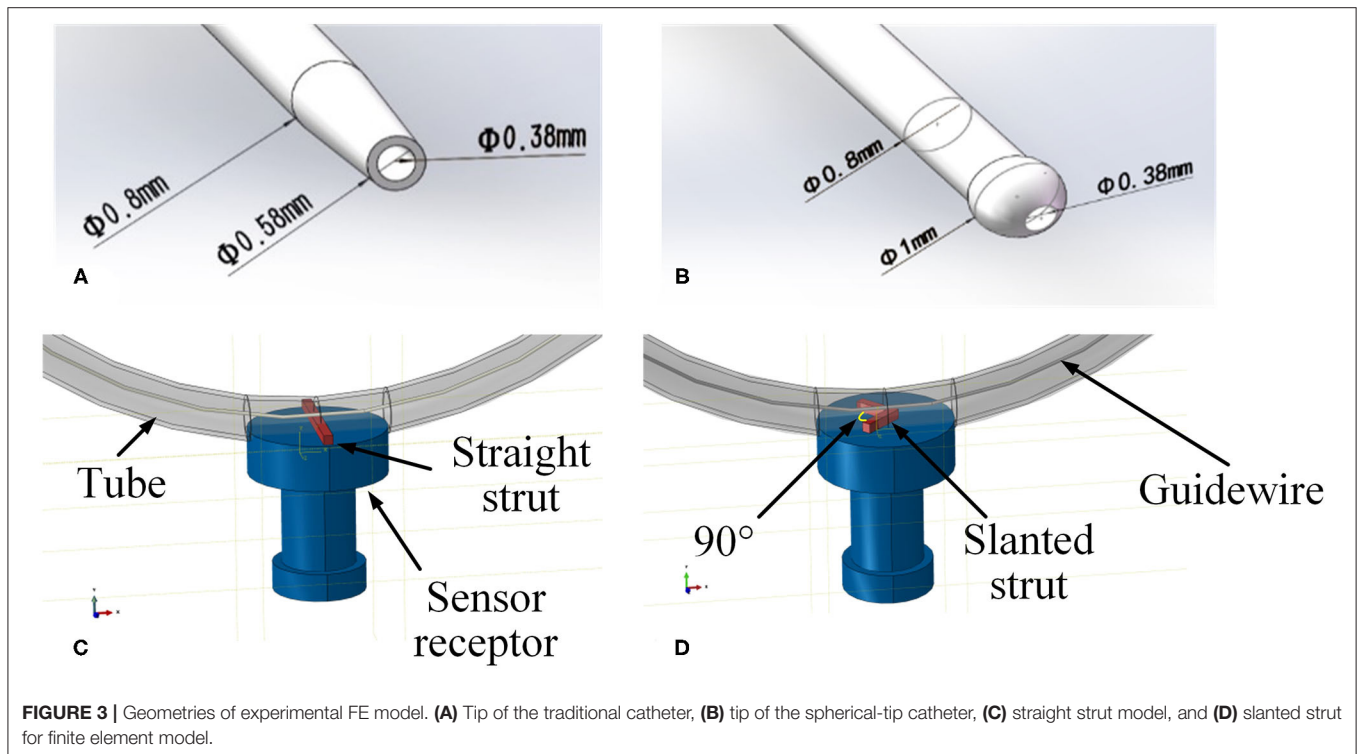 Φ0.38mm
Φ0.8mm
Φ0.58mm
A
Φ0.8mm
Φ0.38mm
Φ1mm
B
Tube
Straight
strut
Sensor
receptor
C
90°
Slanted
strut
Guidewire
D
FIGURE 3 | Geometries of experimental FE model. (A) Tip of the traditional catheter, (B) tip of the spherical-tip catheter, (C) straight strut model, and (D) slanted strut
for finite element model.